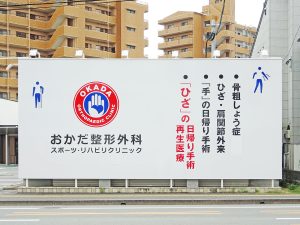 OKADA
ORTHOPAEDIC CLINIC
おかだ整形外科
スポーツ・リハビリクリニック
・骨粗しょう症
・ひざ・肩関節外来
・「手」の日帰り手術
・「ひざ」の日帰り手術
再生医療